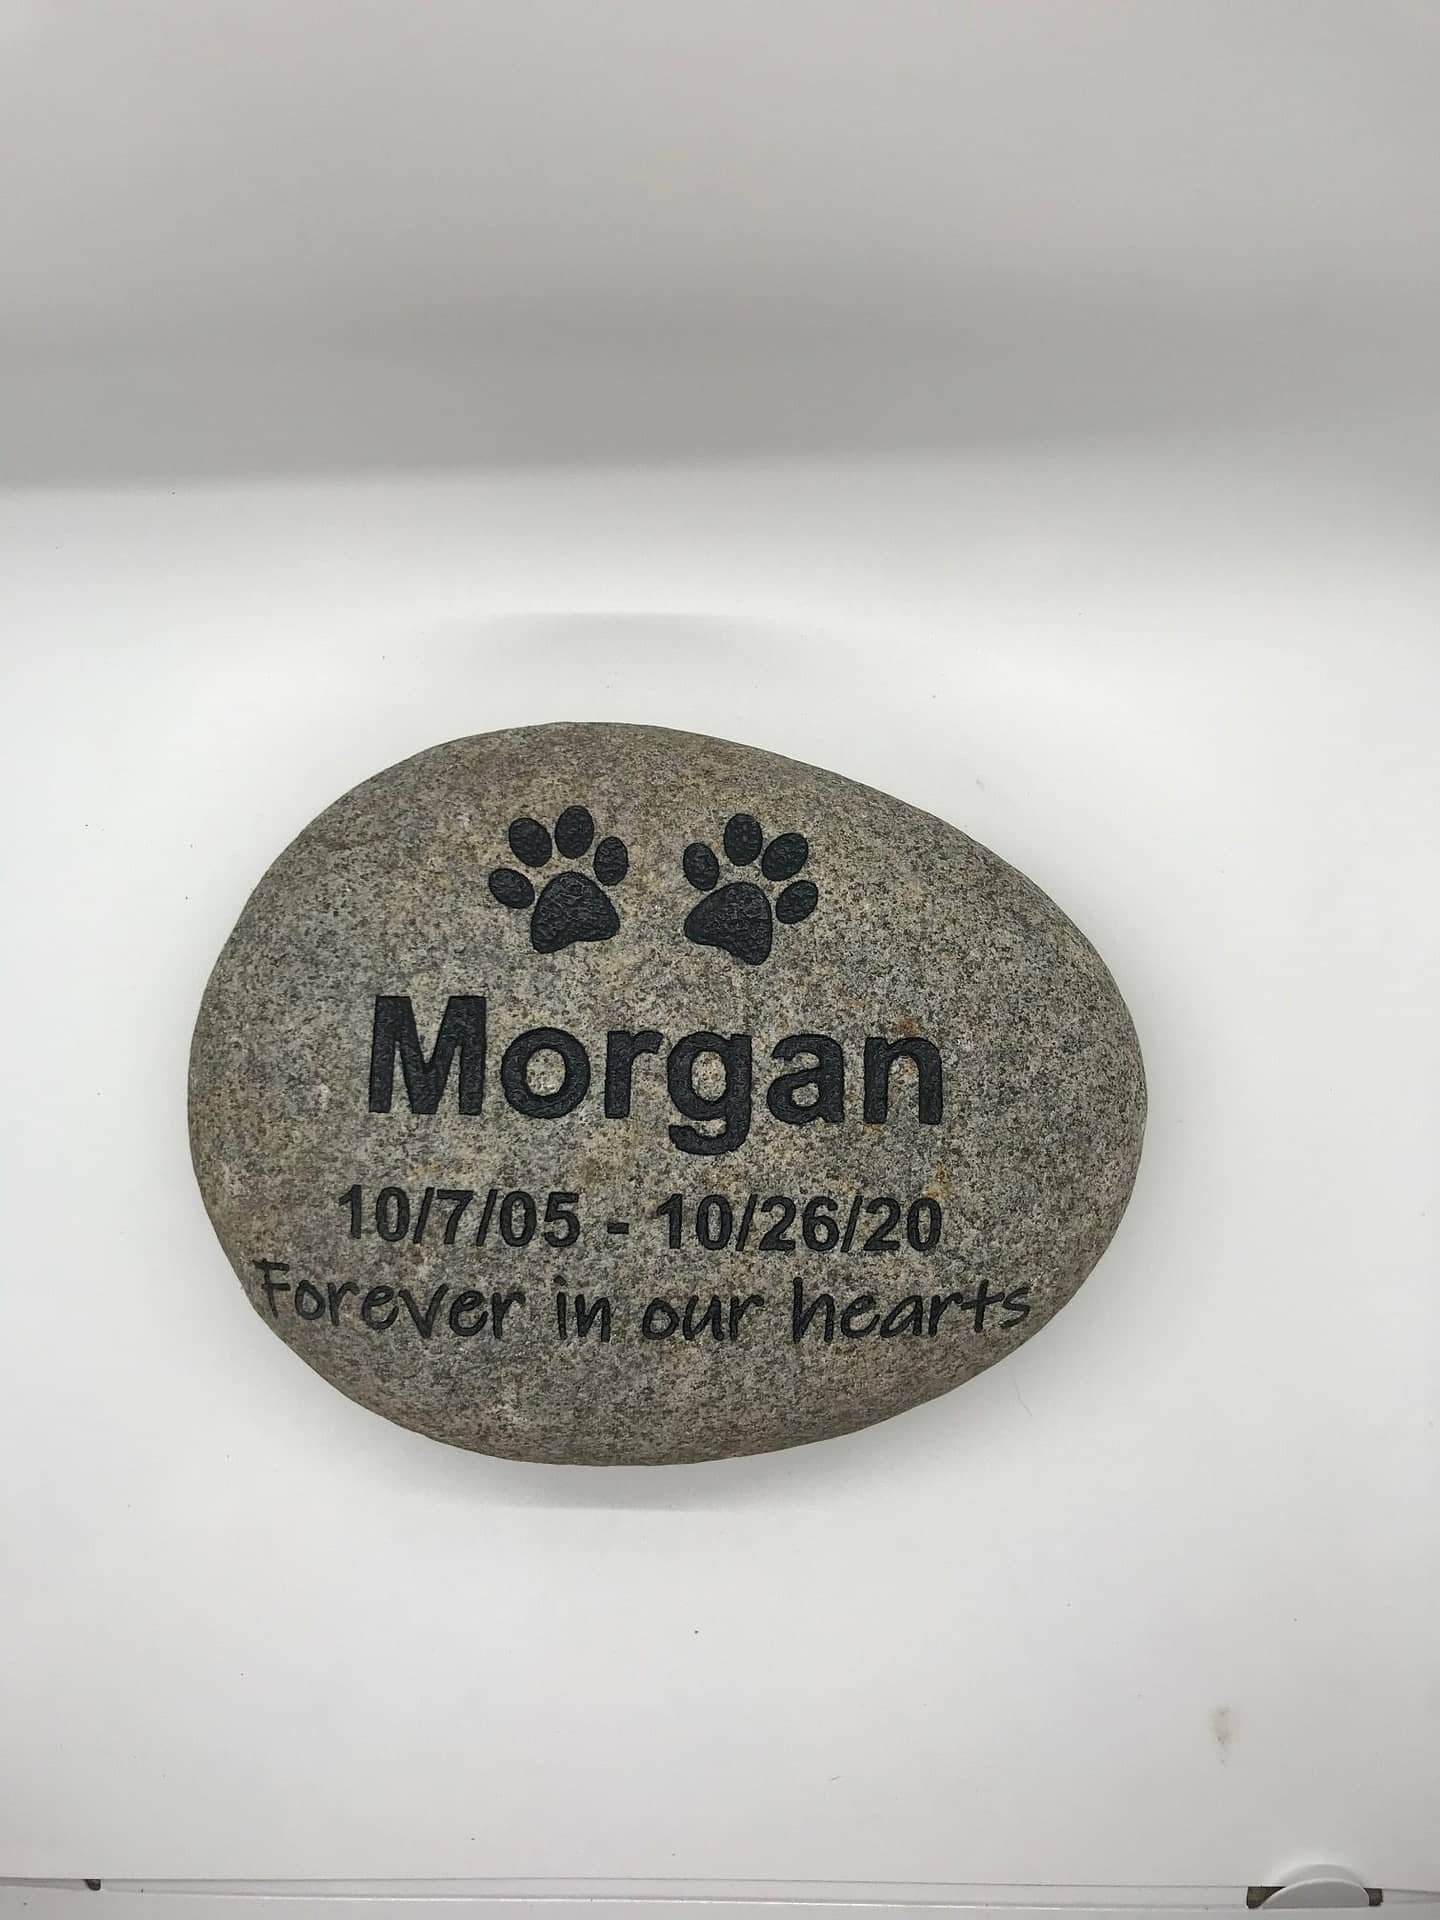 Morgan
10/7/05 - 10/26/20
Forever in our hearts